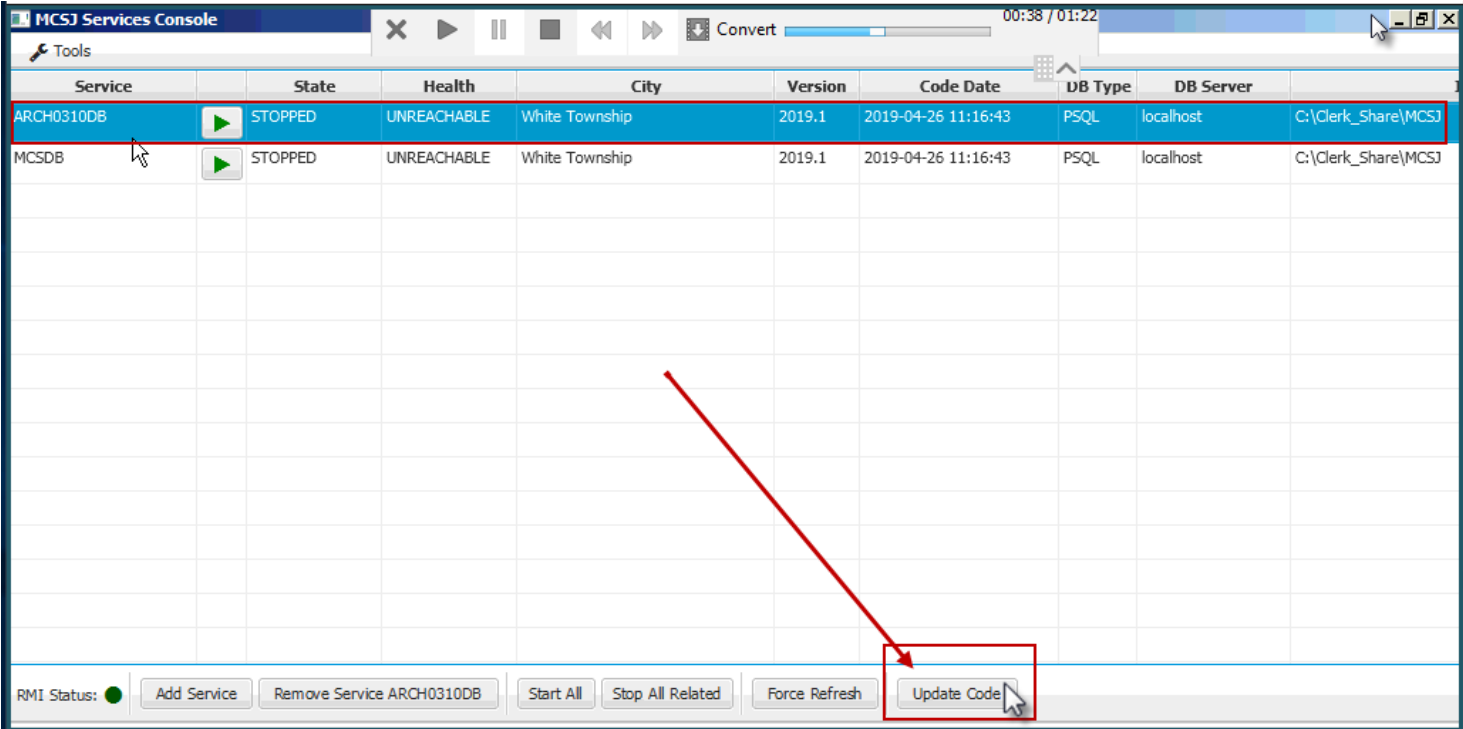 MCSJ Services Console
Convert
00:38 / 01:22
Tools
Service State Health City Version Code Date DB Type DB Server
ARCH0310DB STOPPED UNREACHABLE White Township 2019.1 2019-04-26 11:16:43 PSQL localhost C:\Clerk_Share\MCSJ
MCSDB STOPPED UNREACHABLE White Township 2019.1 2019-04-26 11:16:43 PSQL localhost C:\Clerk_Share\MCSJ
RMI Status: Add Service Remove Service ARCH0310DB Start All Stop All Related Force Refresh Update Code